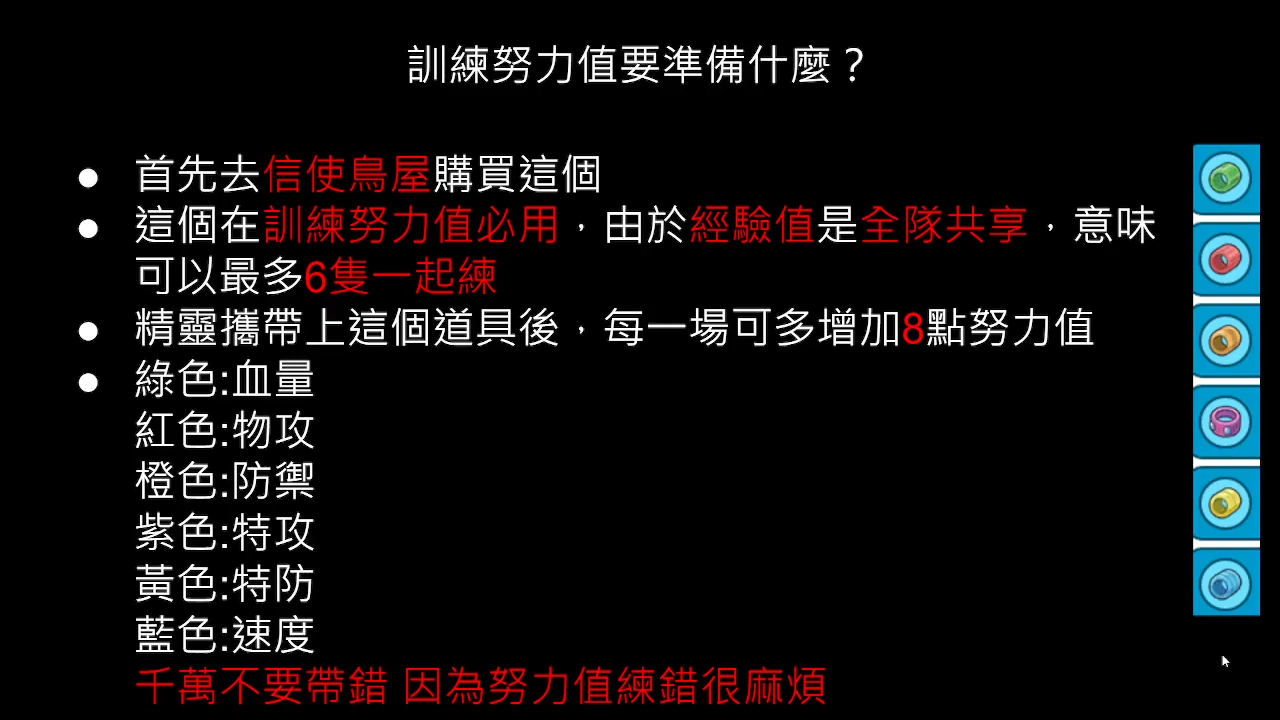 訓練努力值要準備什麼？
● 首先去信使鳥屋購買這個
● 這個在訓練努力值必用，由於經驗值是全隊共享，意味
可以最多6隻一起練
● 精靈攜帶上這個道具後，每一場可多增加8點努力值
● 綠色:血量
紅色:物攻
橙色:防禦
紫色:特攻
黃色:特防
藍色:速度
千萬不要帶錯 因為努力值練錯很麻煩